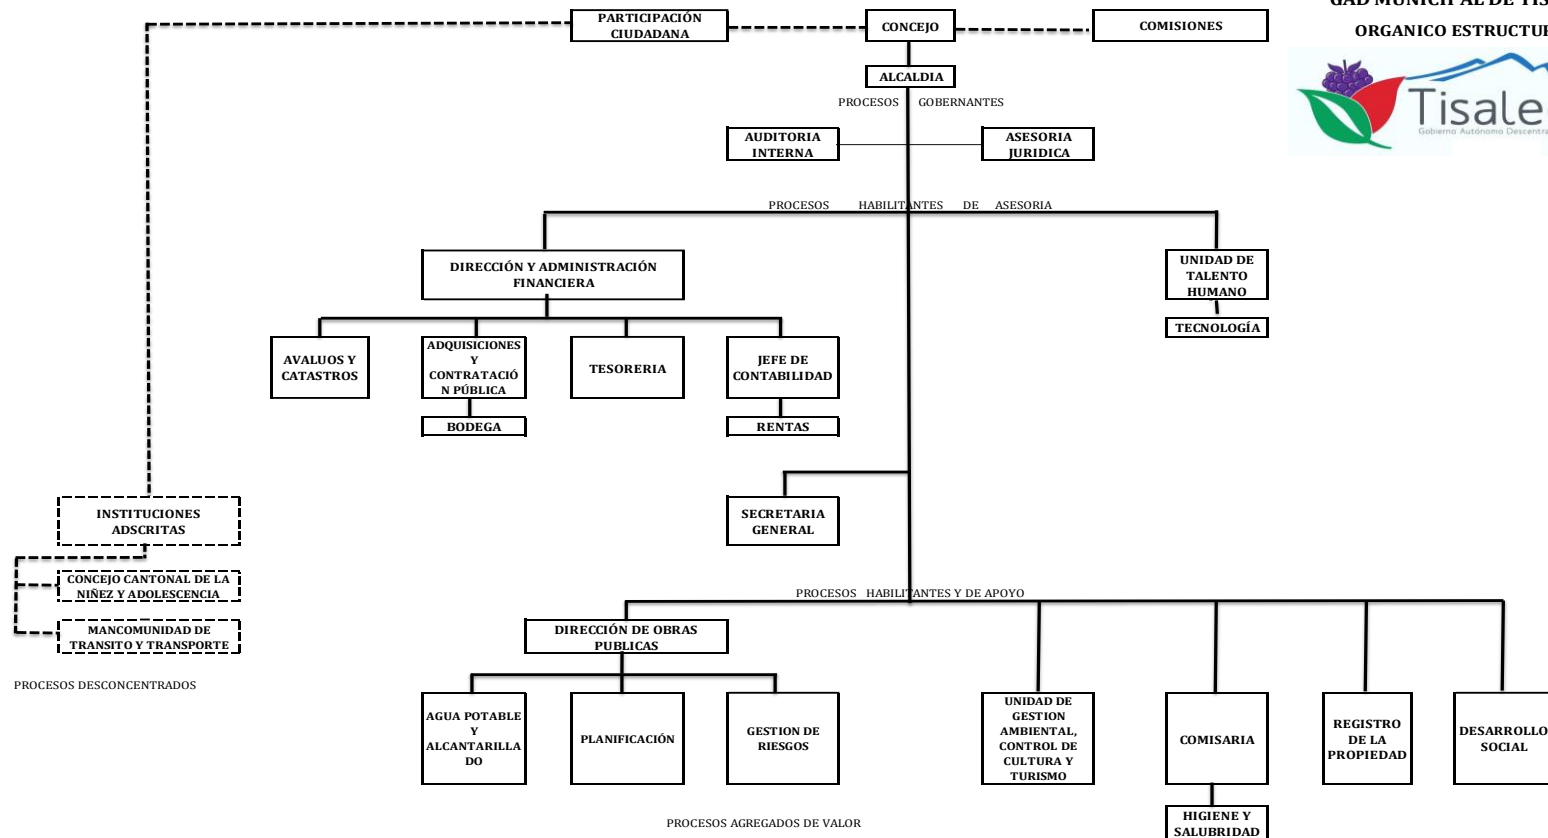 GAD MUNICIPAL DE TIS
ORGANICO ESTRUCTUR
PARTICIPACIÓN
CIUDADANA
CONCEJO
COMISIONES
Tisale
Gobierno Autónomo Descentra
ALCALDIA
PROCESOS GOBERNANTES
AUDITORIA
INTERNA
ASESORIA
JURIDICA
PROCESOS HABILITANTES DE ASESORIA
DIRECCIÓN Y ADMINISTRACIÓN
FINANCIERA
UNIDAD DE
TALENTO
HUMANO
TECNOLOGÍA
AVALUOS Y
CATASTROS
ADQUISICIONES
Y
CONTRATACIÓ
N PÚBLICA
TESORERIA
JEFE DE
CONTABILIDAD
BODEGA
RENTAS
SECRETARIA
GENERAL
INSTITUCIONES
ADSCRITAS
CONCEJO CANTONAL DE LA
NIÑEZ Y ADOLESCENCIA
MANCOMUNIDAD DE
TRANSITO Y TRANSPORTE
PROCESOS DESCONCENTRADOS
PROCESOS HABILITANTES Y DE APOYO
DIRECCIÓN DE OBRAS
PUBLICAS
AGUA POTABLE
Y
ALCANTARILLA
DO
PLANIFICACIÓN
GESTION DE
RIESGOS
UNIDAD DE
GESTION
AMBIENTAL,
CONTROL DE
CULTURA Y
TURISMO
COMISARIA
REGISTRO
DE LA
PROPIEDAD
DESARROLLO
SOCIAL
HIGIENE Y
SALUBRIDAD
PROCESOS AGREGADOS DE VALOR